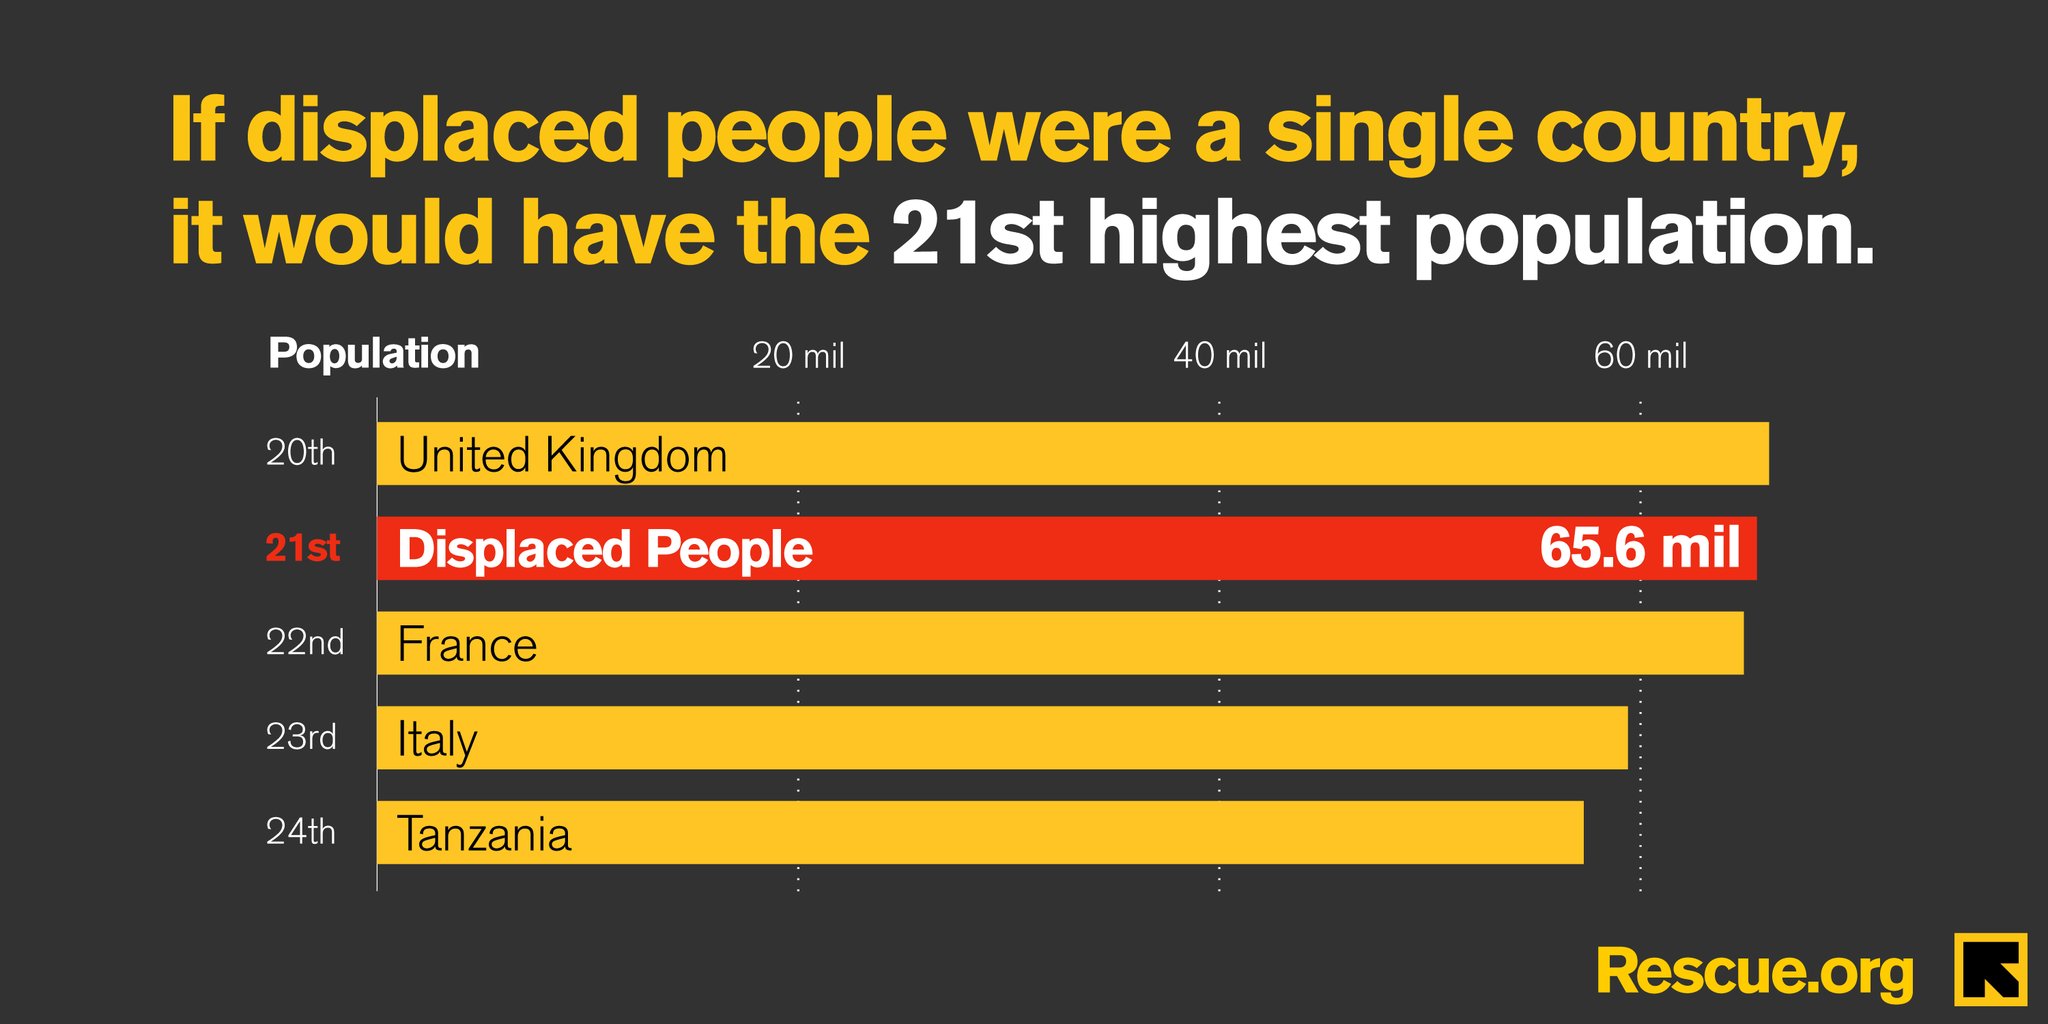 If displaced people were a single country,
it would have the 21st highest population.
Population 20 mil 40 mil 60 mil
20th United Kingdom
21st Displaced People 65.6 mil
22nd France
23rd Italy
24th Tanzania
Rescue.org